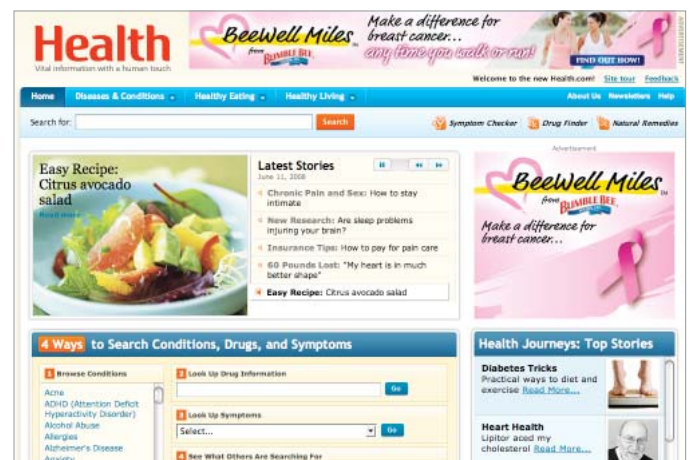 Health
Vital information with a human touch
BeeWell Miles
from BUMBLE BEE
Make a difference for
breast cancer...
any time you walk or run!
FIND OUT HOW!
ADVERTISEMENT
Welcome to the new Health.com! Site tour Feedback
Home Diseases & Conditions Healthy Eating Healthy Living About Us Newsletters Help
Search for: Search Symptom Checker Drug Finder Natural Remedies
Easy Recipe:
Citrus avocado
salad
Read more
Latest Stories
June 11, 2008
Chronic Pain and Sex: How to stay
intimate
New Research: Are sleep problems
injuring your brain?
Insurance Tips: How to pay for pain care
60 Pounds Lost: "My heart is in much
better shape"
Easy Recipe: Citrus avocado salad
Advertisement
BeeWell Miles
from BUMBLE BEE
Make a difference for
breast cancer...
4 Ways to Search Conditions, Drugs, and Symptoms
1 Browse Conditions
Acne
ADHD (Attention Deficit
Hyperactivity Disorder)
Alcohol Abuse
Allergies
Alzheimer's Disease
Anxiety
2 Look Up Drug Information
Go
3 Look Up Symptoms
Select... Go
4 See What Others Are Searching For
Health Journeys: Top Stories
Diabetes Tricks
Practical ways to diet and
exercise Read More...
Heart Health
Lipitor aced my
cholesterol Read More...